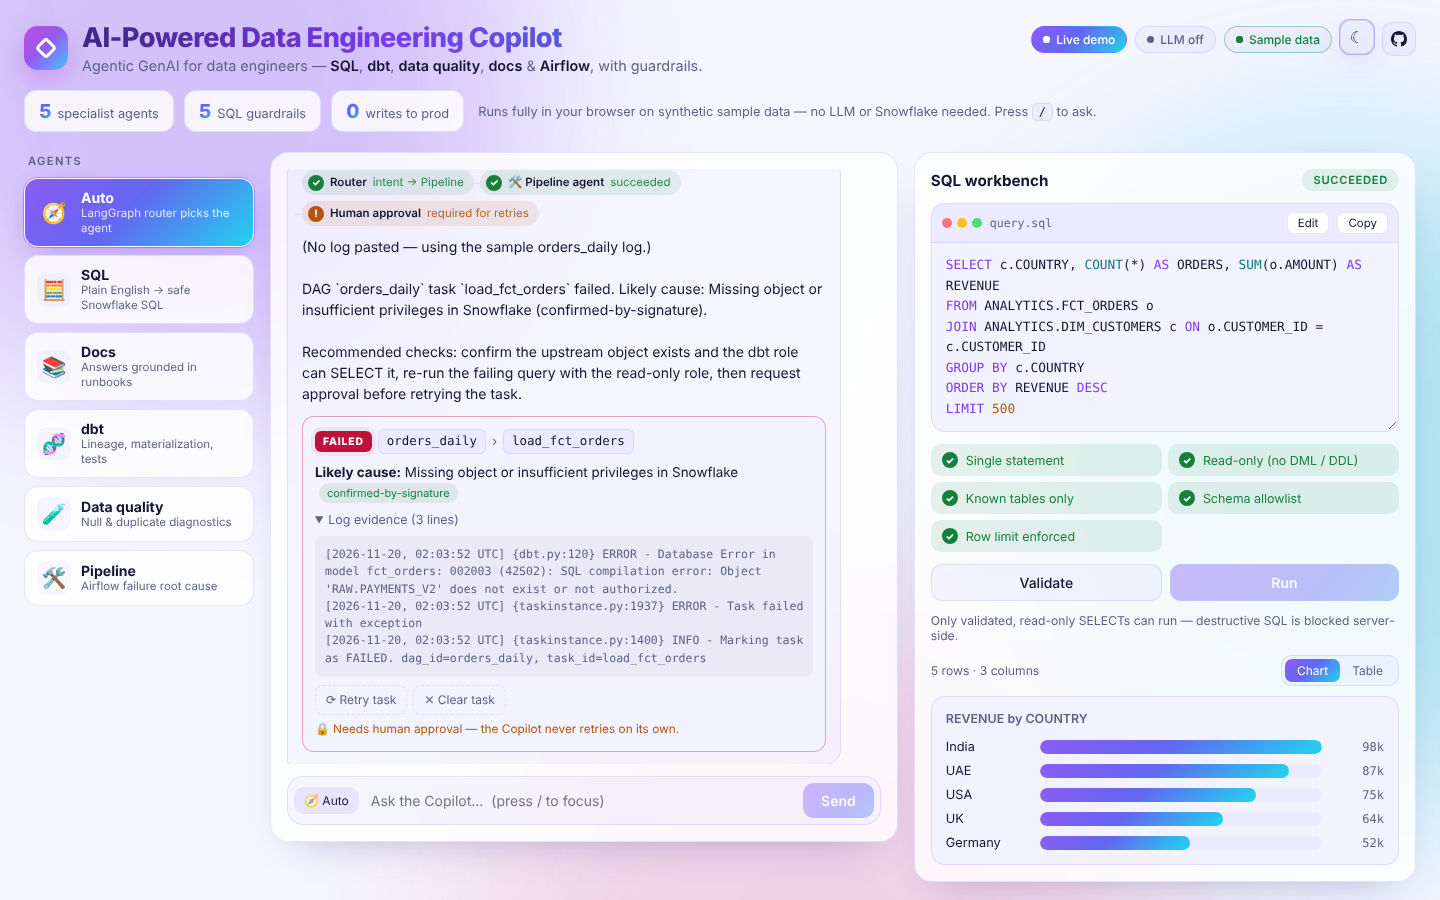 AI-Powered Data Engineering Copilot
Agentic GenAI for data engineers — SQL, dbt, data quality, docs & Airflow, with guardrails.
Live demo
LLM off
Sample data
5 specialist agents
5 SQL guardrails
0 writes to prod
Runs fully in your browser on synthetic sample data — no LLM or Snowflake needed. Press / to ask.
AGENTS
Auto
LangGraph router picks the
agent
SQL
Plain English → safe
Snowflake SQL
Docs
Answers grounded in
runbooks
dbt
Lineage, materialization,
tests
Data quality
Null & duplicate diagnostics
Pipeline
Airflow failure root cause
Router intent → Pipeline
Pipeline agent succeeded
Human approval required for retries
(No log pasted — using the sample orders_daily log.)
DAG `orders_daily` task `load_fct_orders` failed. Likely cause: Missing object or
insufficient privileges in Snowflake (confirmed-by-signature).
Recommended checks: confirm the upstream object exists and the dbt role
can SELECT it, re-run the failing query with the read-only role, then request
approval before retrying the task.
FAILED orders_daily › load_fct_orders
Likely cause: Missing object or insufficient privileges in Snowflake
confirmed-by-signature
▼ Log evidence (3 lines)
[2026-11-20, 02:03:52 UTC] {dbt.py:120} ERROR - Database Error in
model fct_orders: 002003 (42S02): SQL compilation error: Object
'RAW.PAYMENTS_V2' does not exist or not authorized.
[2026-11-20, 02:03:52 UTC] {taskinstance.py:1937} ERROR - Task failed
with exception
[2026-11-20, 02:03:52 UTC] {taskinstance.py:1400} INFO - Marking task
as FAILED. dag_id=orders_daily, task_id=load_fct_orders
⟳ Retry task
✕ Clear task
🔒 Needs human approval — the Copilot never retries on its own.
Auto
Ask the Copilot… (press / to focus)
Send
SQL workbench
SUCCEEDED
query.sql
Edit
Copy
SELECT c.COUNTRY, COUNT(*) AS ORDERS, SUM(o.AMOUNT) AS
REVENUE
FROM ANALYTICS.FCT_ORDERS o
JOIN ANALYTICS.DIM_CUSTOMERS c ON o.CUSTOMER_ID =
c.CUSTOMER_ID
GROUP BY c.COUNTRY
ORDER BY REVENUE DESC
LIMIT 500
Single statement
Read-only (no DML / DDL)
Known tables only
Schema allowlist
Row limit enforced
Validate
Run
Only validated, read-only SELECTs can run — destructive SQL is blocked server-
side.
5 rows · 3 columns
Chart
Table
REVENUE by COUNTRY
India 98k
UAE 87k
USA 75k
UK 64k
Germany 52k